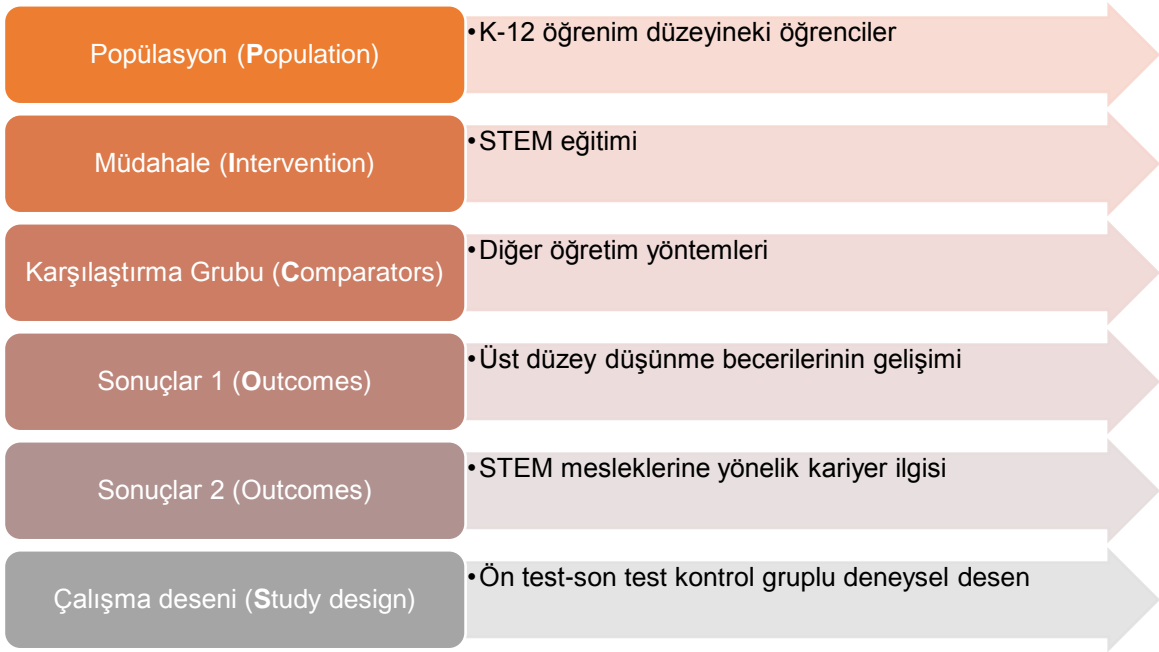 Popülasyon (Population)
•K-12 öğrenim düzeyineki öğrenciler
Müdahale (Intervention)
•STEM eğitimi
Karşılaştırma Grubu (Comparators)
•Diğer öğretim yöntemleri
Sonuçlar 1 (Outcomes)
•Üst düzey düşünme becerilerinin gelişimi
Sonuçlar 2 (Outcomes)
•STEM mesleklerine yönelik kariyer ilgisi
Çalışma deseni (Study design)
•Ön test-son test kontrol gruplu deneysel desen